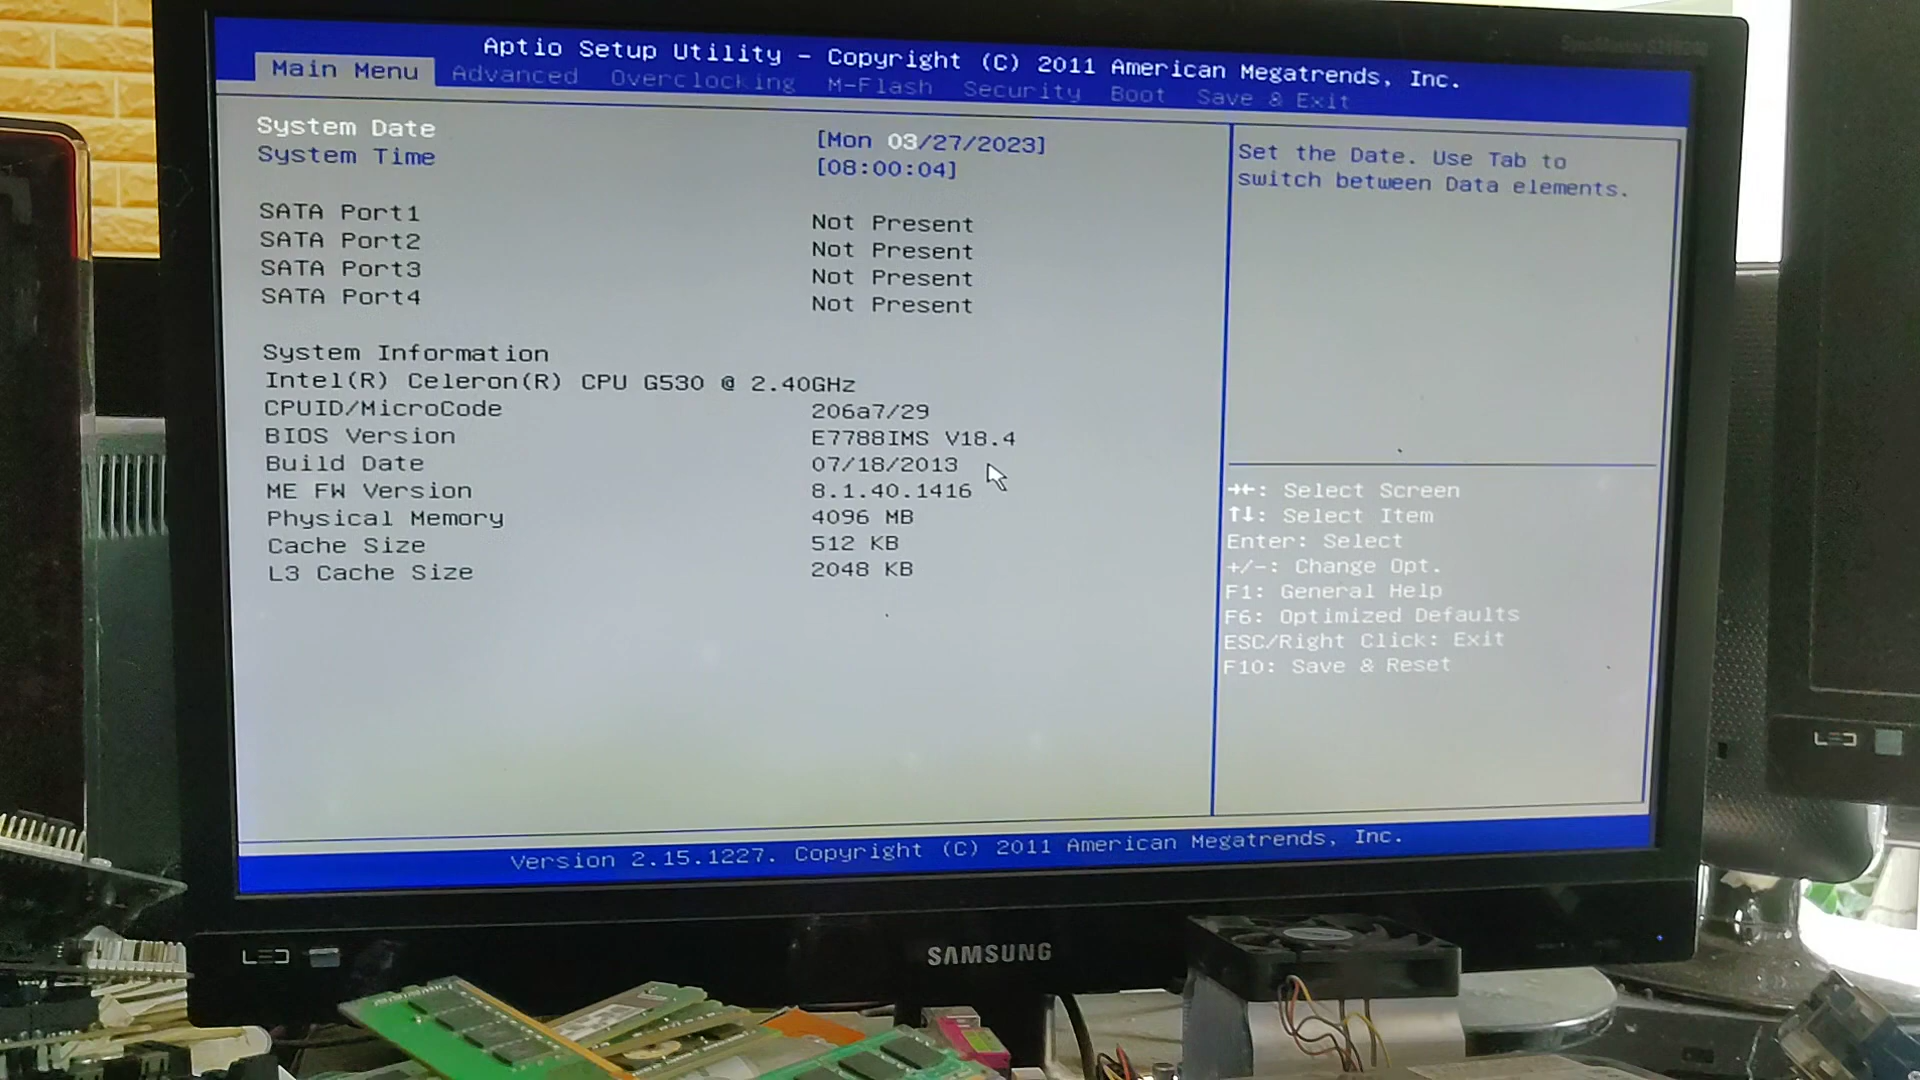 Aptio Setup Utility - Copyright (C) 2011 American Megatrends, Inc.
Main Menu Advanced Overclocking M-Flash Security Boot Save & Exit
System Date [Mon 03/27/2023]
System Time [08:00:04]
SATA Port1 Not Present
SATA Port2 Not Present
SATA Port3 Not Present
SATA Port4 Not Present
System Information
Intel(R) Celeron(R) CPU G530 @ 2.40GHz
CPUID/MicroCode 206a7/29
BIOS Version E7788IMS V18.4
Build Date 07/18/2013
ME FW Version 8.1.40.1416
Physical Memory 4096 MB
Cache Size 512 KB
L3 Cache Size 2048 KB
Set the Date. Use Tab to
switch between Data elements.
→←: Select Screen
↑↓: Select Item
Enter: Select
+/-: Change Opt.
F1: General Help
F6: Optimized Defaults
ESC/Right Click: Exit
F10: Save & Reset
Version 2.15.1227. Copyright (C) 2011 American Megatrends, Inc.
LED
SAMSUNG
LED